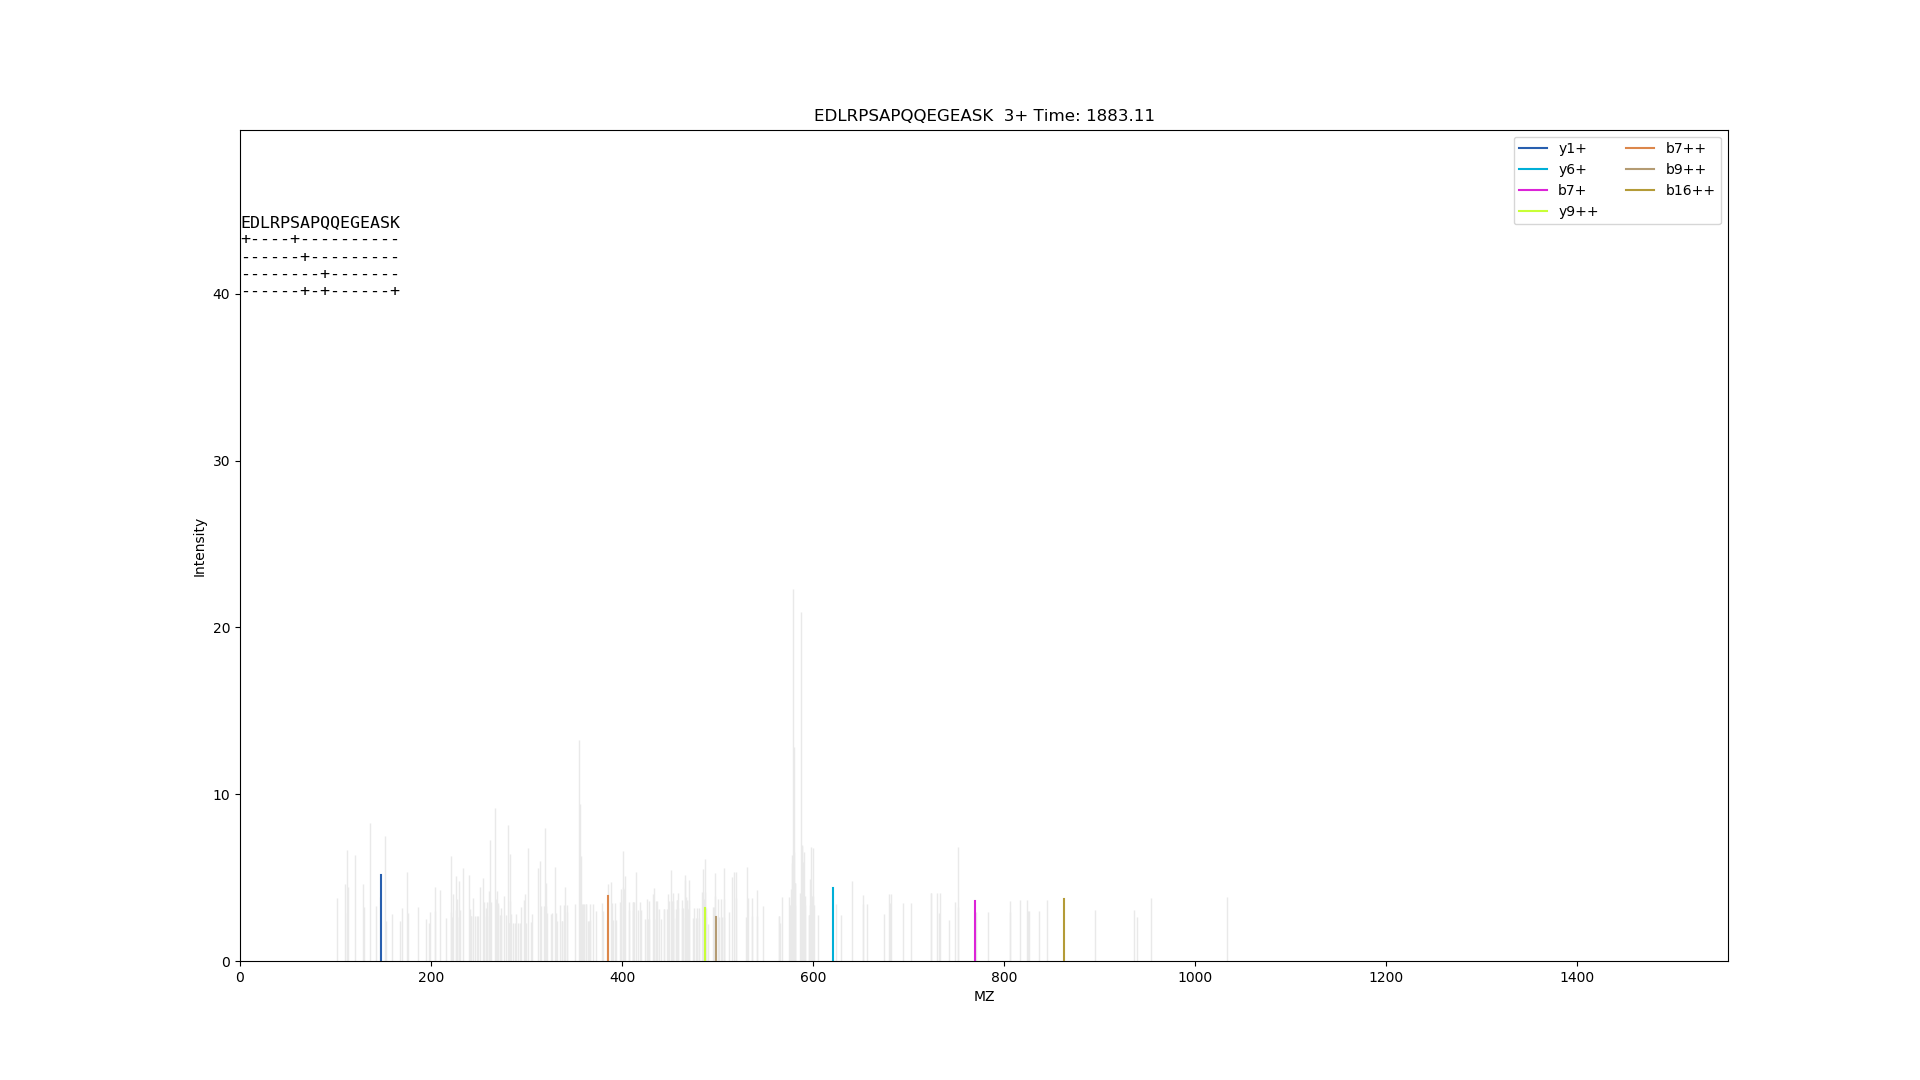 EDLRPSAPQQEGEASK 3+ Time: 1883.11
y1+
y6+
b7+
y9++
b7++
b9++
b16++
EDLRPSAPQQEGEASK
+----+----------
------+---------
--------+-------
------+-+------+
40
30
20
10
0
Intensity
0 200 400 600 800 1000 1200 1400
MZ